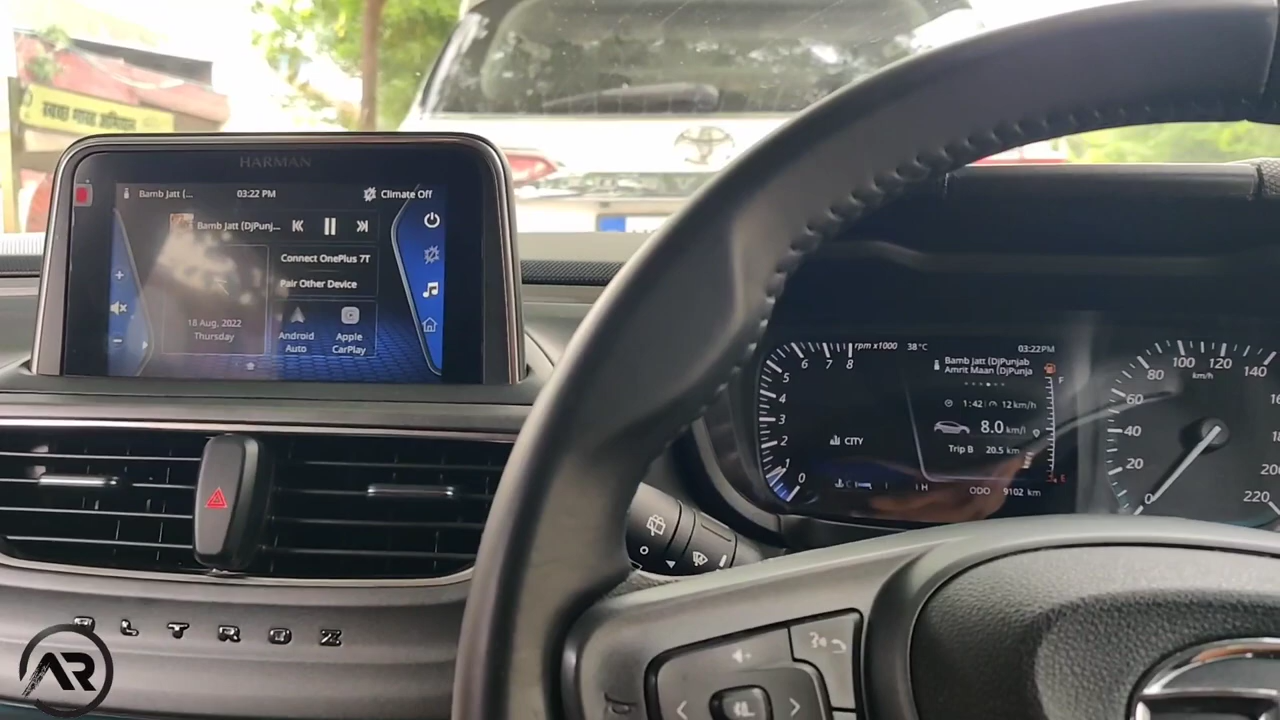 स्वच्छ भारत अभियान
HARMAN
Bamb Jatt (...
03:22 PM
Climate Off
Bamb Jatt (DjPunj...
Connect OnePlus 7T
Pair Other Device
18 Aug, 2022
Thursday
Android
Auto
Apple
CarPlay
ALTROZ
AR
rpm x1000
38°C
03:22PM
0
1
2
3
4
5
6
7
8
Bamb Jatt (DjPunjab
Amrit Maan (DjPunja
1:42
12 km/h
8.0 km/l
CITY
Trip B 20.5 km
C
H
F
E
ODO 9102 km
km/h
0
20
40
60
80
100
120
140
220